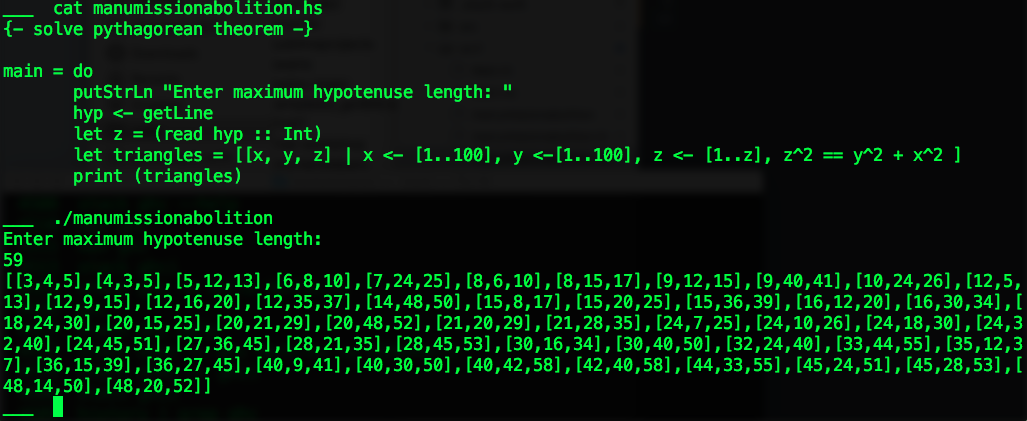 ___  cat manumissionabolition.hs
{- solve pythagorean theorem -}
main = do
putStrLn "Enter maximum hypotenuse length: "
hyp <- getLine
let z = (read hyp :: Int)
let triangles = [[x, y, z] | x <- [1..100], y <-[1..100], z <- [1..z], z^2 == y^2 + x^2 ]
print (triangles)
___  ./manumissionabolition
Enter maximum hypotenuse length:
59
[[3,4,5],[4,3,5],[5,12,13],[6,8,10],[7,24,25],[8,6,10],[8,15,17],[9,12,15],[9,40,41],[10,24,26],[12,5,
13],[12,9,15],[12,16,20],[12,35,37],[14,48,50],[15,8,17],[15,20,25],[15,36,39],[16,12,20],[16,30,34],[
18,24,30],[20,15,25],[20,21,29],[20,48,52],[21,20,29],[21,28,35],[24,7,25],[24,10,26],[24,18,30],[24,3
2,40],[24,45,51],[27,36,45],[28,21,35],[28,45,53],[30,16,34],[30,40,50],[32,24,40],[33,44,55],[35,12,3
7],[36,15,39],[36,27,45],[40,9,41],[40,30,50],[40,42,58],[42,40,58],[44,33,55],[45,24,51],[45,28,53],[
48,14,50],[48,20,52]]
___